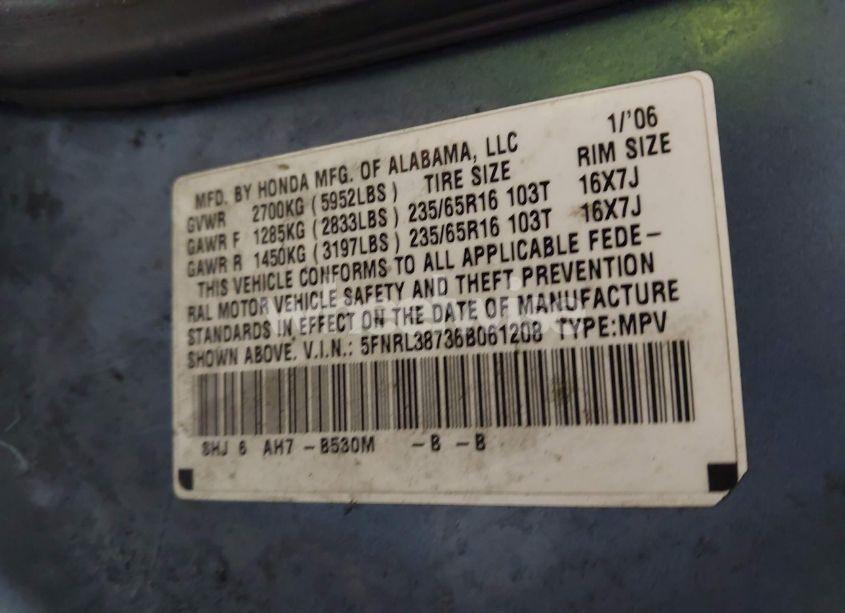 MFD. BY HONDA MFG. OF ALABAMA, LLC 1/'06
GVWR 2700KG (5952LBS) TIRE SIZE RIM SIZE
GAWR F 1285KG (2833LBS) 235/65R16 103T 16X7J
GAWR R 1450KG (3197LBS) 235/65R16 103T 16X7J
THIS VEHICLE CONFORMS TO ALL APPLICABLE FEDE-
RAL MOTOR VEHICLE SAFETY AND THEFT PREVENTION
STANDARDS IN EFFECT ON THE DATE OF MANUFACTURE
SHOWN ABOVE. V.I.N.: 5FNRL38736B061208 TYPE:MPV
SHJ 6 AH7 -B530M -B -B